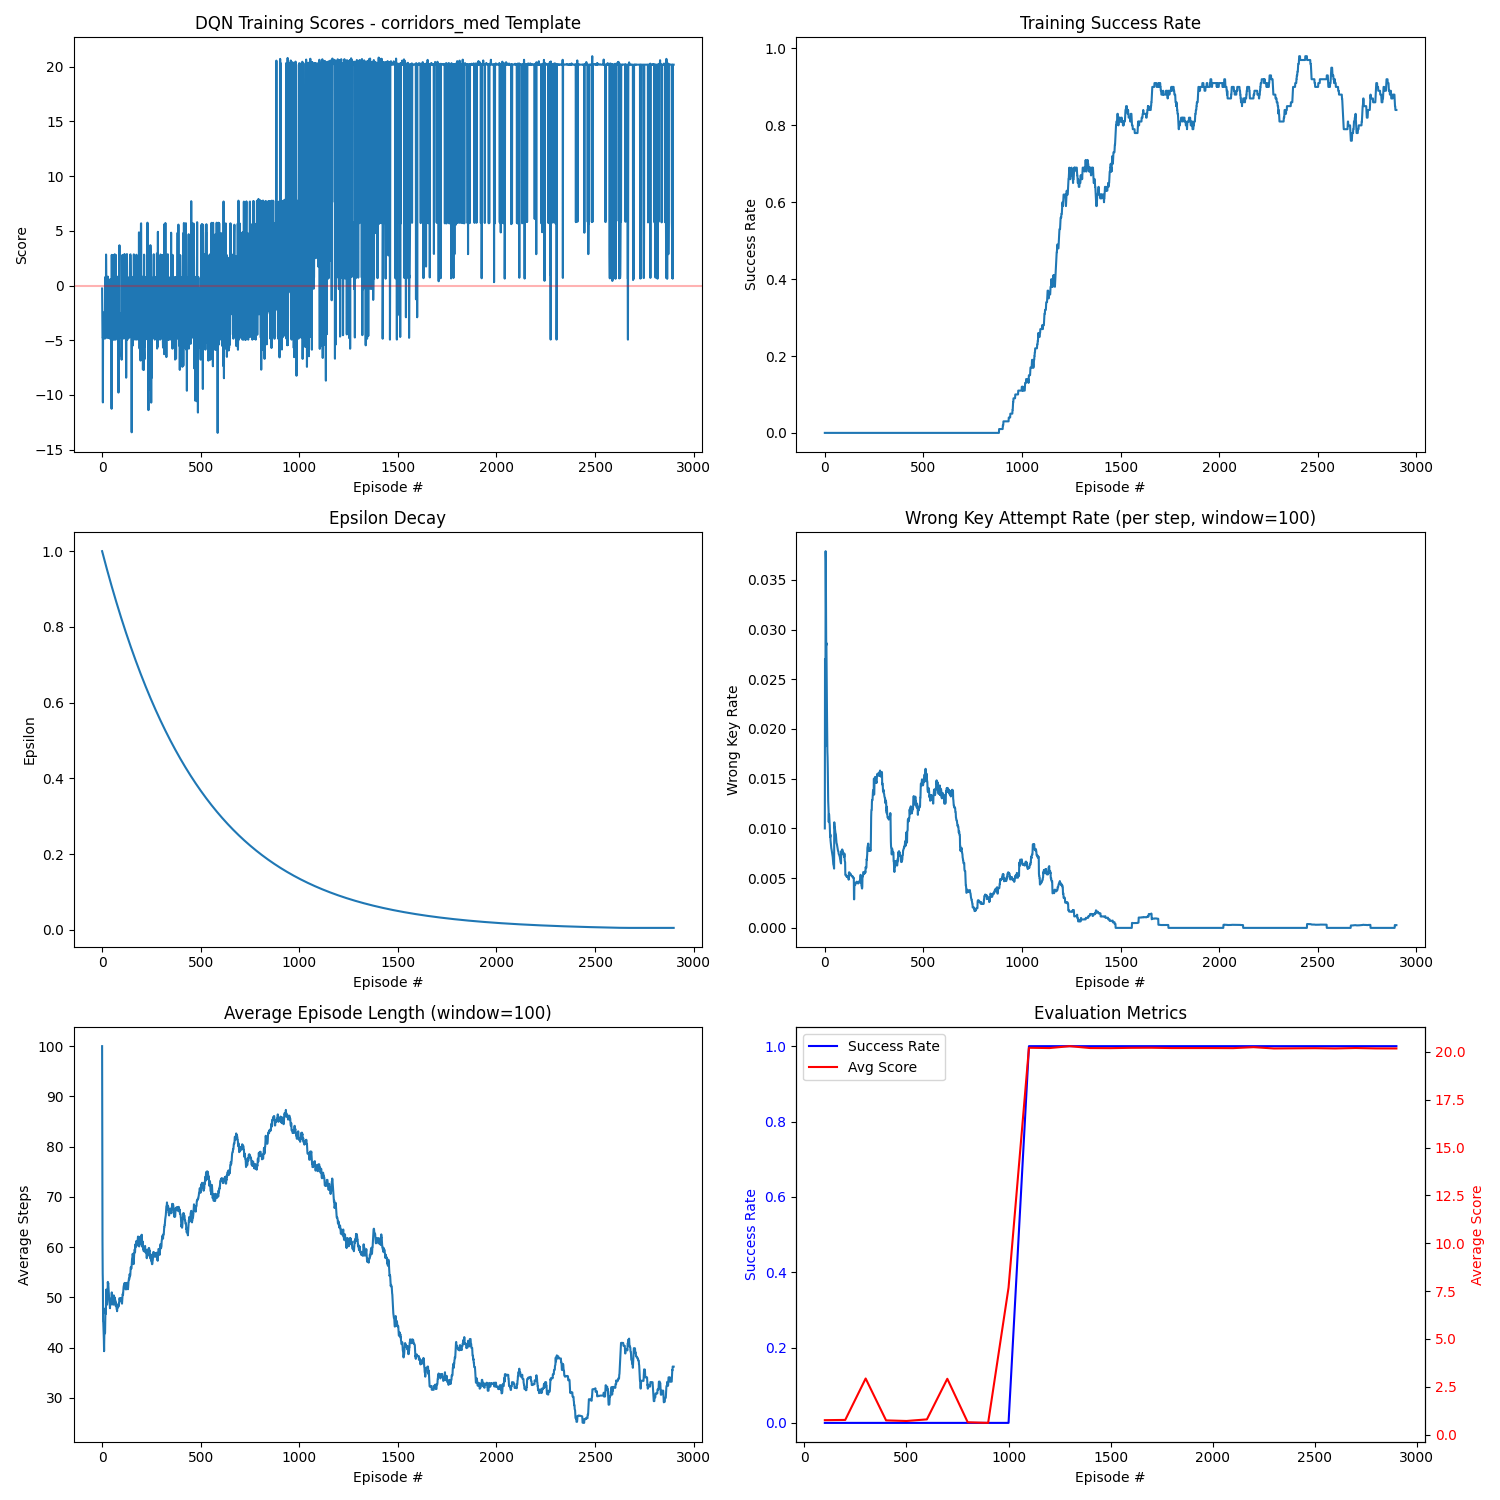 DQN Training Scores - corridors_med Template
20
15
10
5
0
−5
−10
−15
Score
0 500 1000 1500 2000 2500 3000
Episode #
Training Success Rate
1.0
0.8
0.6
0.4
0.2
0.0
Success Rate
0 500 1000 1500 2000 2500 3000
Episode #
Epsilon Decay
1.0
0.8
0.6
0.4
0.2
0.0
Epsilon
0 500 1000 1500 2000 2500 3000
Episode #
Wrong Key Attempt Rate (per step, window=100)
0.035
0.030
0.025
0.020
0.015
0.010
0.005
0.000
Wrong Key Rate
0 500 1000 1500 2000 2500 3000
Episode #
Average Episode Length (window=100)
100
90
80
70
60
50
40
30
Average Steps
0 500 1000 1500 2000 2500 3000
Episode #
Evaluation Metrics
Success Rate
Avg Score
1.0
0.8
0.6
0.4
0.2
0.0
Success Rate
20.0
17.5
15.0
12.5
10.0
7.5
5.0
2.5
0.0
Average Score
0 500 1000 1500 2000 2500 3000
Episode #